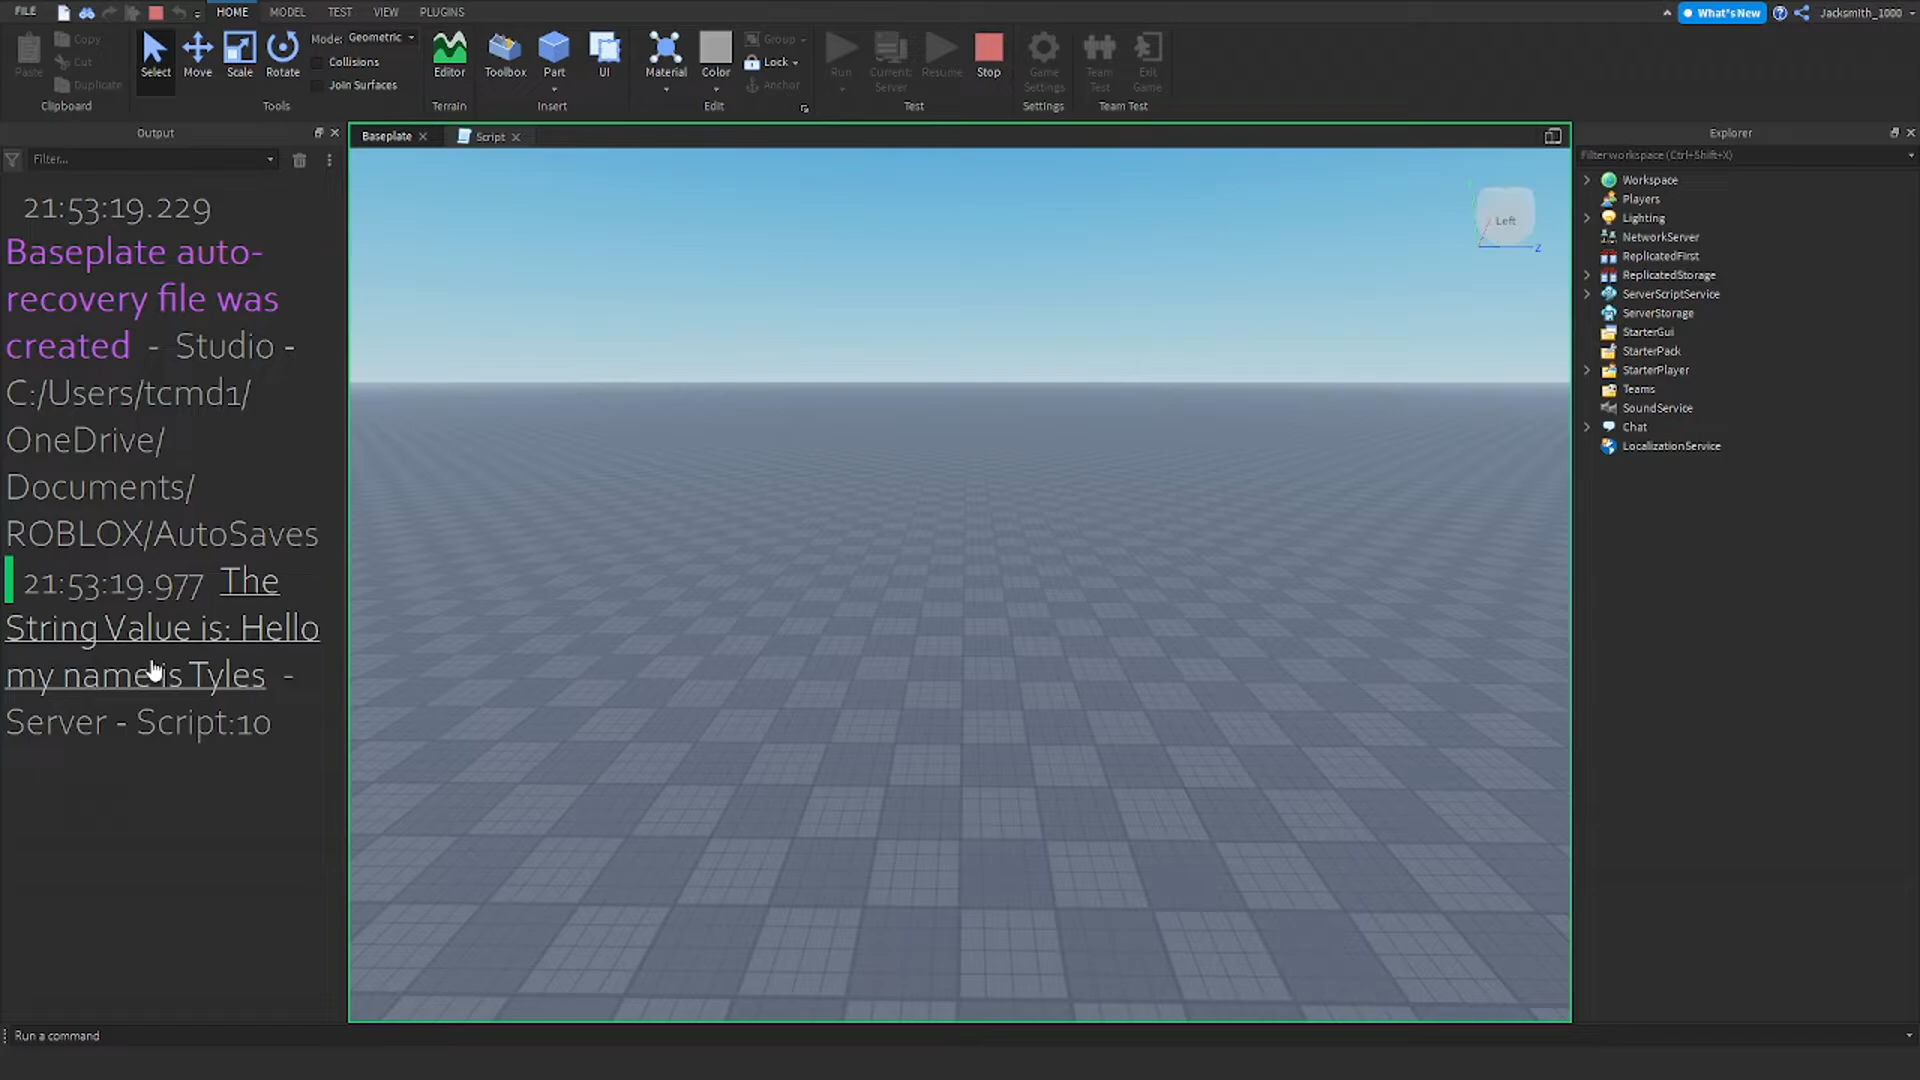 FILE HOME MODEL TEST VIEW PLUGINS What's New Jacksmith_1000
Paste Copy Cut Duplicate Clipboard
Select Move Scale Rotate Mode: Geometric Collisions Join Surfaces Tools
Editor Terrain
Toolbox Part UI Insert
Material Color Group Lock Anchor Edit
Run Current: Server Resume Stop Test
Game Settings Settings
Team Test Exit Game Team Test
Output
Filter...
21:53:19.229
Baseplate auto-
recovery file was
created - Studio -
C:/Users/tcmd1/
OneDrive/
Documents/
ROBLOX/AutoSaves
21:53:19.977 The
String Value is: Hello
my name is Tyles -
Server - Script:10
Baseplate Script
Left
Z
Explorer
Filter workspace (Ctrl+Shift+X)
Workspace
Players
Lighting
NetworkServer
ReplicatedFirst
ReplicatedStorage
ServerScriptService
ServerStorage
StarterGui
StarterPack
StarterPlayer
Teams
SoundService
Chat
LocalizationService
Run a command